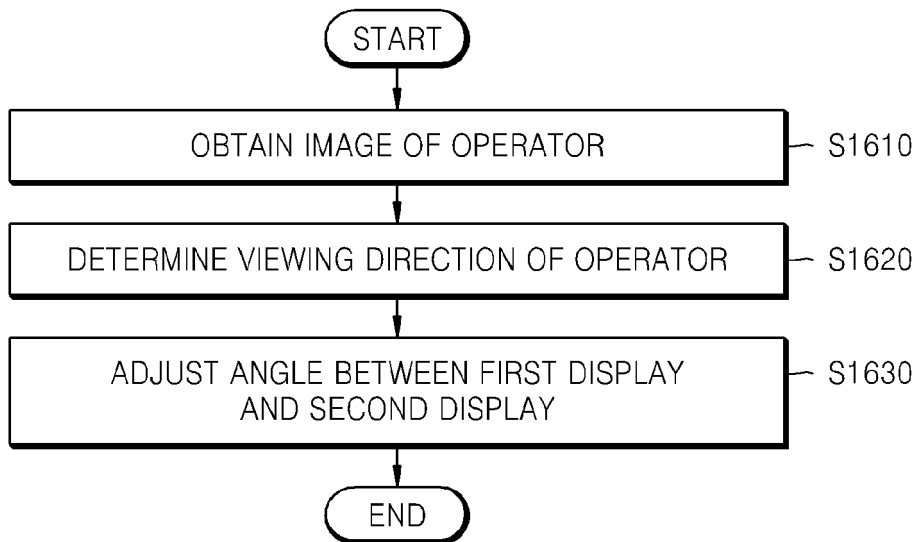 START
OBTAIN IMAGE OF OPERATOR
S1610
DETERMINE VIEWING DIRECTION OF OPERATOR
S1620
ADJUST ANGLE BETWEEN FIRST DISPLAY
AND SECOND DISPLAY
S1630
END